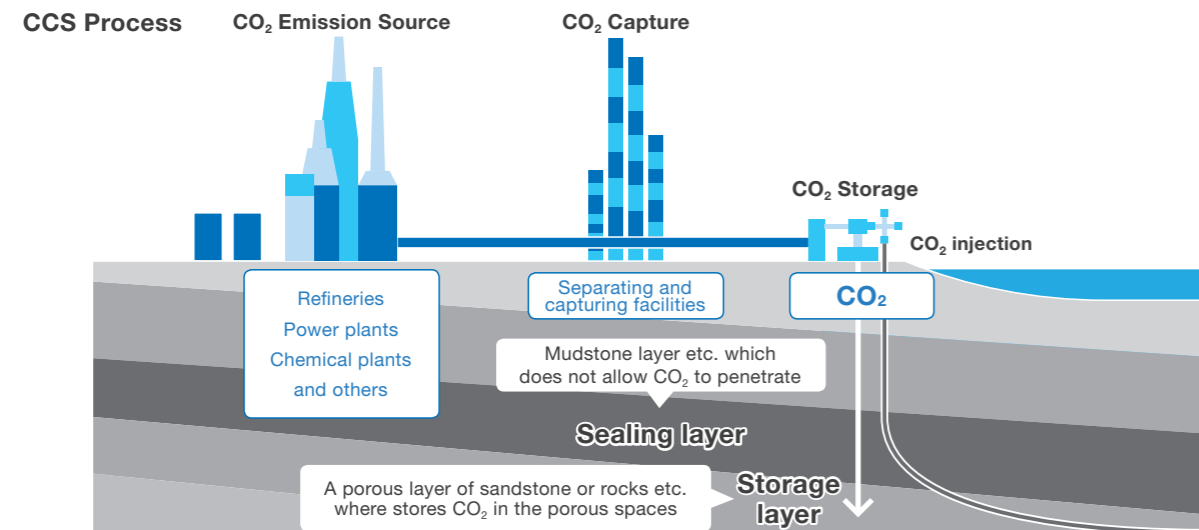 CCS Process
CO₂ Emission Source
CO₂ Capture
CO₂ Storage
CO₂ injection
Refineries
Power plants
Chemical plants
and others
Separating and
capturing facilities
CO₂
Mudstone layer etc. which
does not allow CO₂ to penetrate
Sealing layer
A porous layer of sandstone or rocks etc.
where stores CO₂ in the porous spaces
Storage
layer